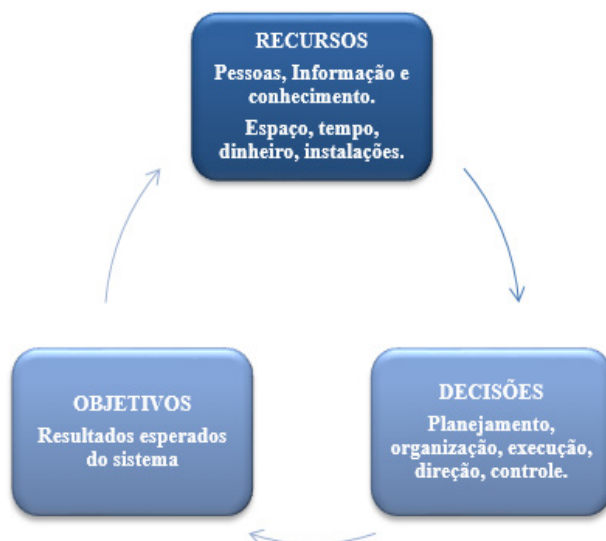 RECURSOS
Pessoas, Informação e
conhecimento.
Espaço, tempo,
dinheiro, instalações.
DECISÕES
Planejamento,
organização, execução,
direção, controle.
OBJETIVOS
Resultados esperados
do sistema